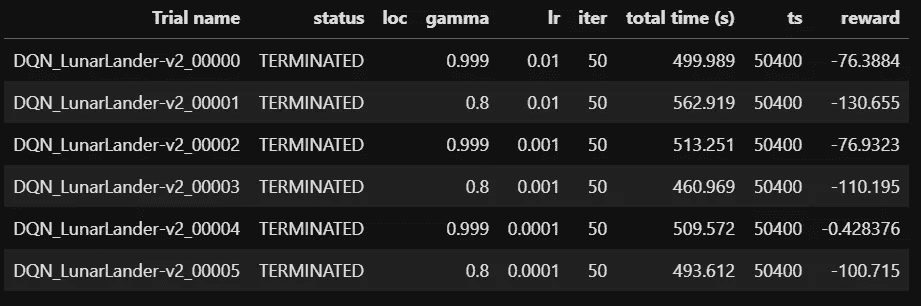 Trial name status loc gamma lr iter total time (s) ts reward
DQN_LunarLander-v2_00000 TERMINATED 0.999 0.01 50 499.989 50400 -76.3884
DQN_LunarLander-v2_00001 TERMINATED 0.8 0.01 50 562.919 50400 -130.655
DQN_LunarLander-v2_00002 TERMINATED 0.999 0.001 50 513.251 50400 -76.9323
DQN_LunarLander-v2_00003 TERMINATED 0.8 0.001 50 460.969 50400 -110.195
DQN_LunarLander-v2_00004 TERMINATED 0.999 0.0001 50 509.572 50400 -0.428376
DQN_LunarLander-v2_00005 TERMINATED 0.8 0.0001 50 493.612 50400 -100.715